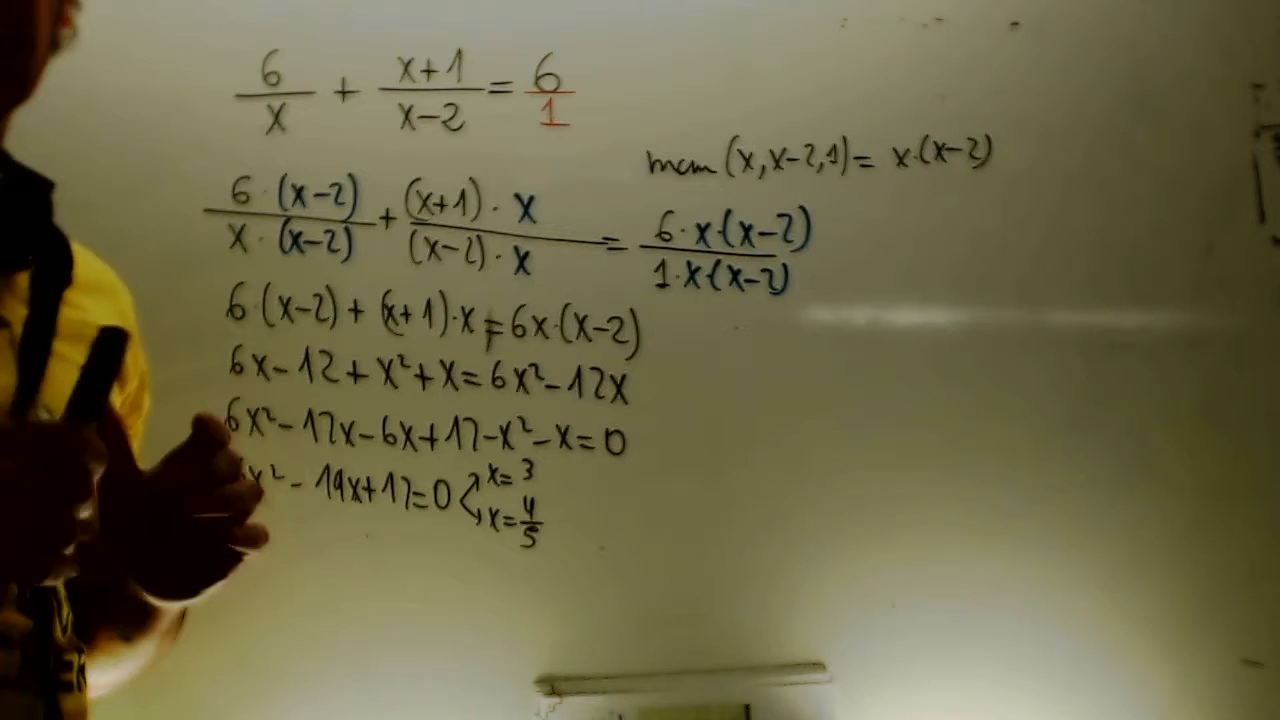 6/x + (x+1)/(x-2) = 6/1
mcm (x, x-2, 1) = x·(x-2)
6·(x-2)/x·(x-2) + (x+1)·x/(x-2)·x = 6·x·(x-2)/1·x·(x-2)
6·(x-2) + (x+1)·x = 6x·(x-2)
6x - 12 + x² + x = 6x² - 12x
6x² - 12x - 6x + 12 - x² - x = 0
x² - 19x + 12 = 0
x = 3
x = 4/5